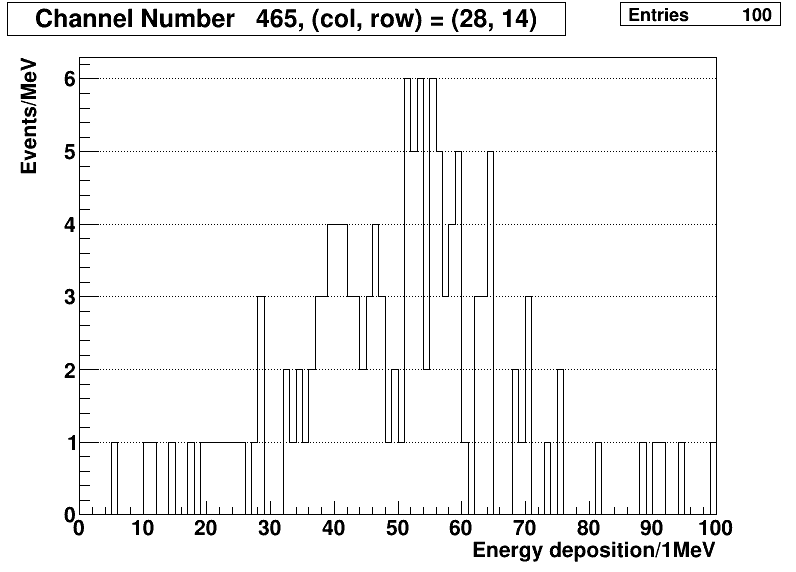 Channel Number 465, (col, row) = (28, 14)
Entries 100
Events/MeV
6
5
4
3
2
1
0
0 10 20 30 40 50 60 70 80 90 100
Energy deposition/1MeV